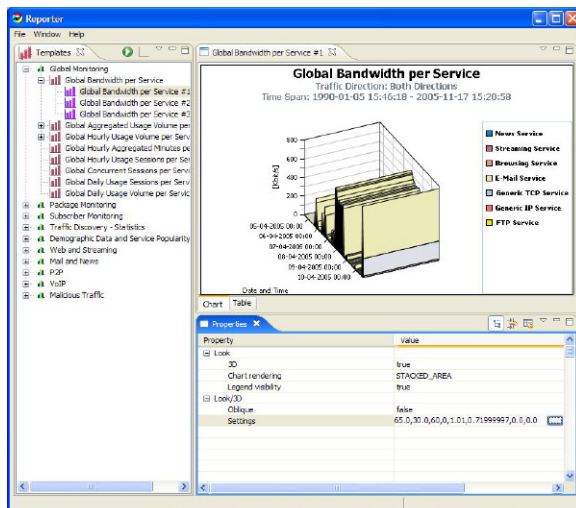 Reporter
File Window Help
Templates
Global Monitoring
Global Bandwidth per Service
Global Bandwidth per Service #1
Global Bandwidth per Service #2
Global Bandwidth per Service #3
Global Aggregated Usage Volume per
Global Hourly Usage Volume per Serv
Global Hourly Aggregated Minutes pe
Global Hourly Usage Sessions per Se
Global Concurrent Sessions per Serv
Global Daily Usage Sessions per Serv
Global Daily Usage Volume per Servic
Package Monitoring
Subscriber Monitoring
Traffic Discovery - Statistics
Demographic Data and Service Popularity
Web and Streaming
Mail and News
P2P
VoIP
Malicious Traffic
Global Bandwidth per Service #1
Global Bandwidth per Service
Traffic Direction: Both Directions
Time Span: 1990-01-05 15:46:18 - 2005-11-17 15:20:58
800
600
400
200
0
[Kbit/s]
05-04-2005 00:00
06-04-2005 00:00
07-04-2005 00:00
08-04-2005 00:00
09-04-2005 00:00
10-04-2005 00:00
Date and Time
News Service
Streaming Service
Browsing Service
E-Mail Service
Generic TCP Service
Generic IP Service
FTP Service
Chart Table
Properties
Property Value
Look
3D true
Chart rendering STACKED_AREA
Legend visibility true
Look/3D
Oblique false
Settings 65.0,30.0,60,0,1.01,0.71999997,0.0,0.0